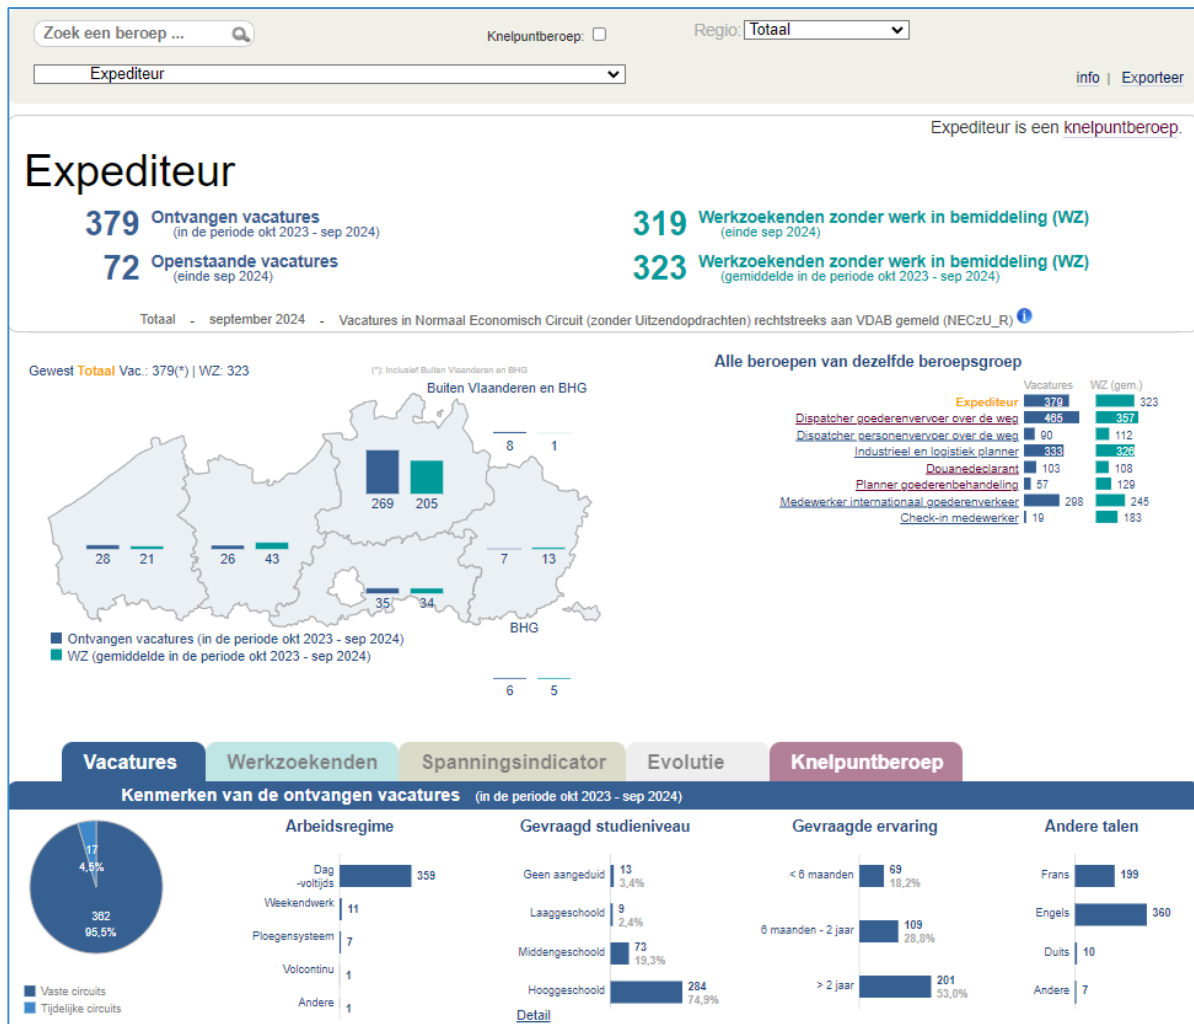 Zoek een beroep ...
Knelpuntberoep:
Regio: Totaal
Expediteur
info | Exporteer
Expediteur is een knelpuntberoep.
Expediteur
379 Ontvangen vacatures
(in de periode okt 2023 - sep 2024)
319 Werkzoekenden zonder werk in bemiddeling (WZ)
(einde sep 2024)
72 Openstaande vacatures
(einde sep 2024)
323 Werkzoekenden zonder werk in bemiddeling (WZ)
(gemiddelde in de periode okt 2023 - sep 2024)
Totaal - september 2024 - Vacatures in Normaal Economisch Circuit (zonder Uitzendopdrachten) rechtstreeks aan VDAB gemeld (NECzU_R) i
Gewest Totaal Vac.: 379(*) | WZ: 323
(*): Inclusief Buiten Vlaanderen en BHG
Buiten Vlaanderen en BHG
8 1
269 205
28 21
26 43
7 13
35 34
BHG
6 5
Ontvangen vacatures (in de periode okt 2023 - sep 2024)
WZ (gemiddelde in de periode okt 2023 - sep 2024)
Alle beroepen van dezelfde beroepsgroep
Vacatures WZ (gem.)
Expediteur 379 323
Dispatcher goederenvervoer over de weg 465 357
Dispatcher personenvervoer over de weg 90 112
Industrieel en logistiek planner 333 326
Douanedeclarant 103 108
Planner goederenbehandeling 57 129
Medewerker internationaal goederenverkeer 298 245
Check-in medewerker 19 183
Vacatures
Werkzoekenden
Spanningsindicator
Evolutie
Knelpuntberoep
Kenmerken van de ontvangen vacatures (in de periode okt 2023 - sep 2024)
17
4,5%
362
95,5%
Vaste circuits
Tijdelijke circuits
Arbeidsregime
Dag
-voltijds 359
Weekendwerk 11
Ploegensysteem 7
Volcontinu 1
Andere 1
Gevraagd studieniveau
Geen aangeduid 13
3,4%
Laaggeschoold 9
2,4%
Middengeschoold 73
19,3%
Hooggeschoold 284
74,9%
Detail
Gevraagde ervaring
< 6 maanden 69
18,2%
6 maanden - 2 jaar 109
28,8%
> 2 jaar 201
53,0%
Andere talen
Frans 199
Engels 360
Duits 10
Andere 7